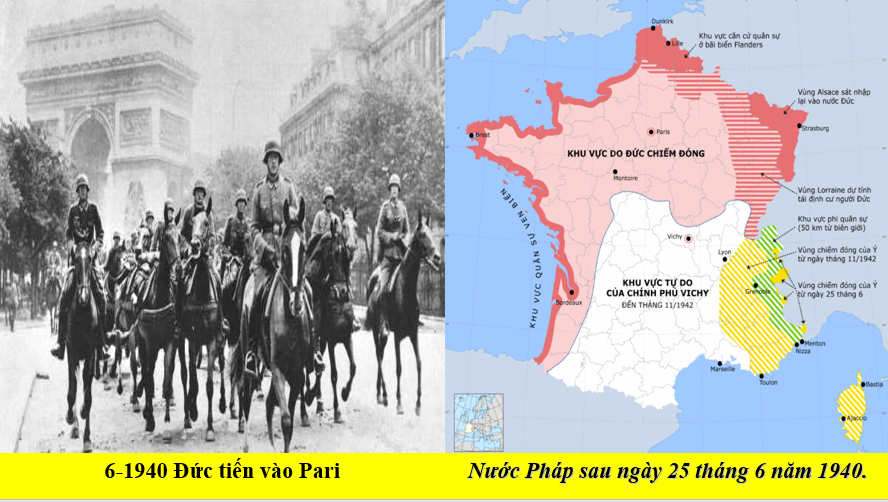 Dunkirk
Khu vực căn cứ quân sự
ở bãi biển Flanders
Lille
Vùng Alsace sát nhập
lại vào nước Đức
Strasburg
Brest
Paris
KHU VỰC DO ĐỨC CHIẾM ĐÓNG
Montoire
Vùng Lorraine dự tính
tái định cư người Đức
KHU VỰC QUÂN SỰ VEN BIỂN
Khu vực phi quân sự
(50 km từ biên giới)
Vichy
Lyon
Vùng chiếm đóng của Ý
từ ngày tháng 11/1942
KHU VỰC TỰ DO
CỦA CHÍNH PHỦ VICHY
ĐẾN THÁNG 11/1942
Grenoble
Vùng chiếm đóng của Ý
từ ngày 25 tháng 6
Bordeaux
Menton
Nizza
Marseille
Toulon
Bastia
Ajaccio
6-1940 Đức tiến vào Pari
Nước Pháp sau ngày 25 tháng 6 năm 1940.